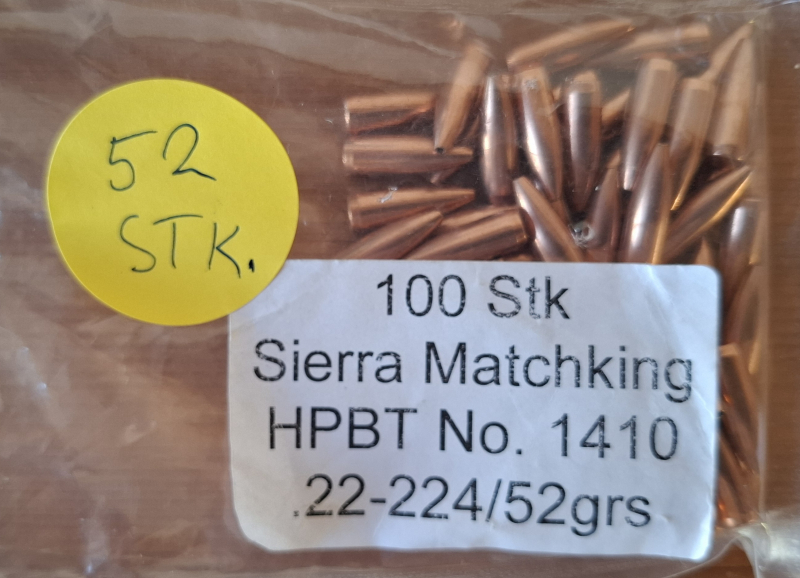 52
STK.
100 Stk
Sierra Matchking
HPBT No. 1410
.22-224/52grs